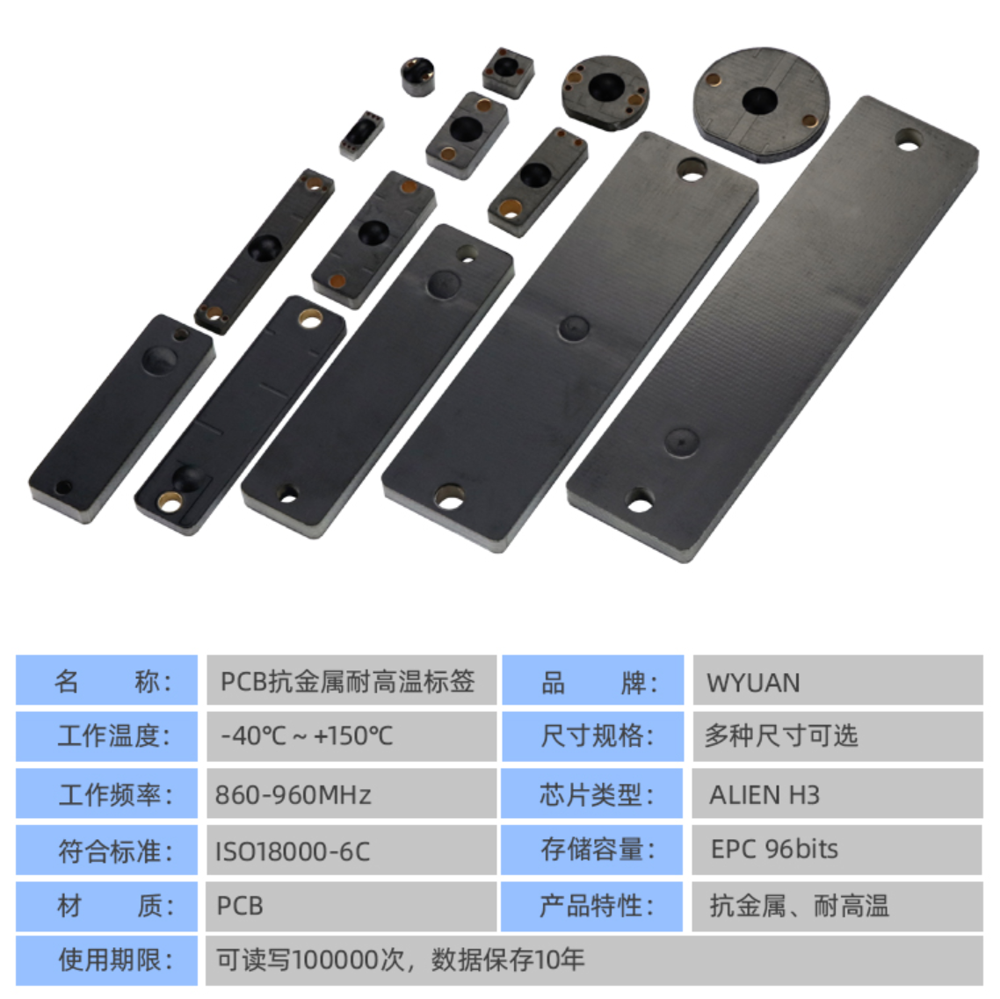 名 称： PCB抗金属耐高温标签 品 牌： WYUAN
工作温度： -40℃ ~ +150℃ 尺寸规格： 多种尺寸可选
工作频率： 860-960MHz 芯片类型： ALIEN H3
符合标准： ISO18000-6C 存储容量： EPC 96bits
材 质： PCB 产品特性： 抗金属、耐高温
使用期限： 可读写100000次，数据保存10年